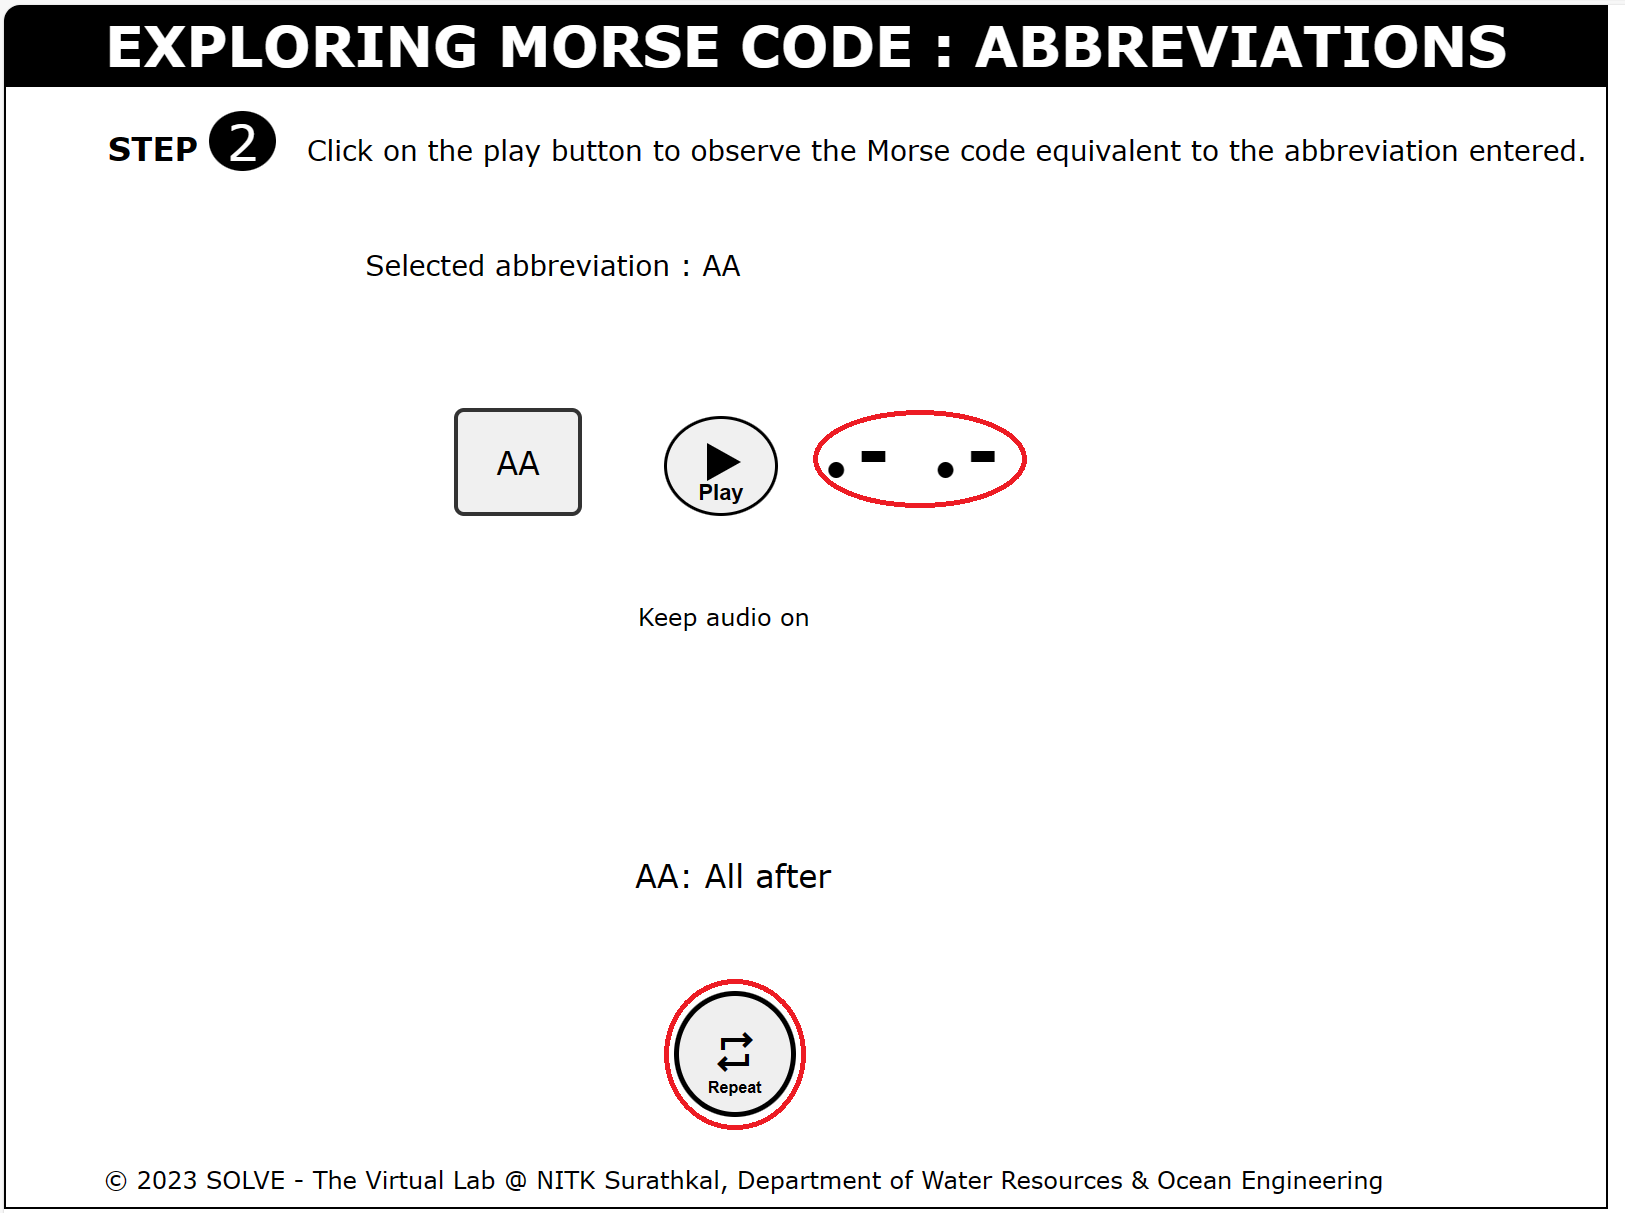 EXPLORING MORSE CODE : ABBREVIATIONS
STEP 2 Click on the play button to observe the Morse code equivalent to the abbreviation entered.
Selected abbreviation : AA
AA
Play
. - . -
Keep audio on
AA: All after
Repeat
© 2023 SOLVE - The Virtual Lab @ NITK Surathkal, Department of Water Resources & Ocean Engineering